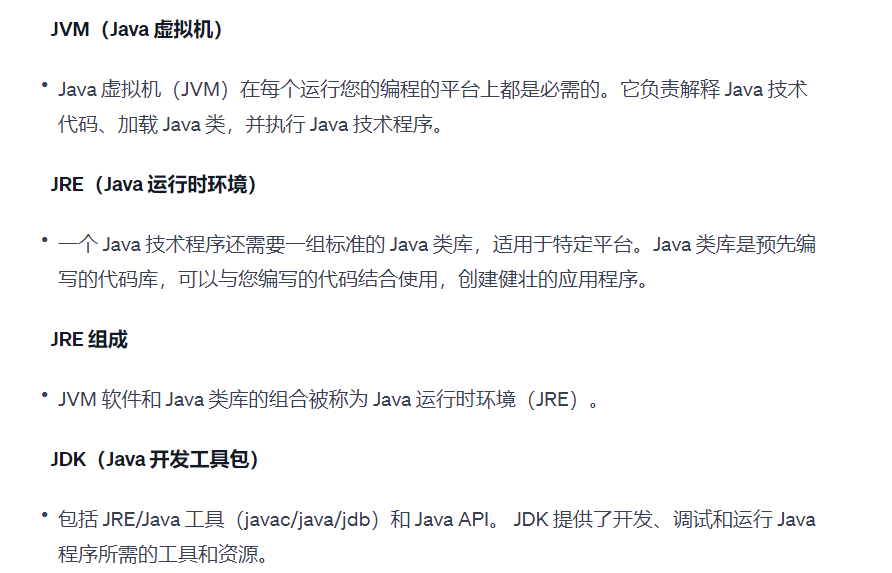 JVM（Java 虚拟机）
• Java 虚拟机（JVM）在每个运行您的编程的平台上都是必需的。它负责解释 Java 技术
代码、加载 Java 类，并执行 Java 技术程序。
JRE（Java 运行时环境）
• 一个 Java 技术程序还需要一组标准的 Java 类库，适用于特定平台。Java 类库是预先编
写的代码库，可以与您编写的代码结合使用，创建健壮的应用程序。
JRE 组成
• JVM 软件和 Java 类库的组合被称为 Java 运行时环境（JRE）。
JDK（Java 开发工具包）
• 包括 JRE/Java 工具（javac/java/jdb）和 Java API。 JDK 提供了开发、调试和运行 Java
程序所需的工具和资源。